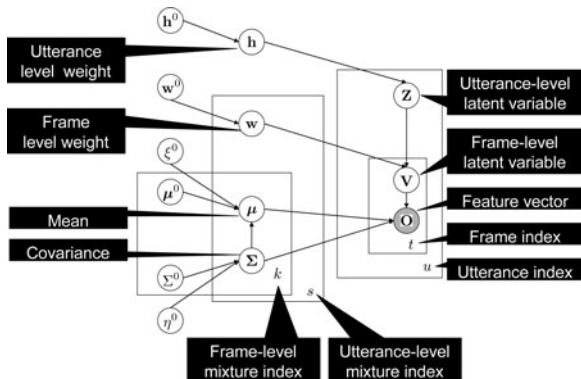 h⁰
h
Utterance
level weight
w⁰
Z
Utterance-level
latent variable
Frame
level weight
w
Frame-level
latent variable
ξ⁰
V
μ⁰
Feature vector
Mean
μ
O
Covariance
Frame index
t
Σ
Utterance index
u
Σ⁰
k
s
η⁰
Frame-level
mixture index
Utterance-level
mixture index